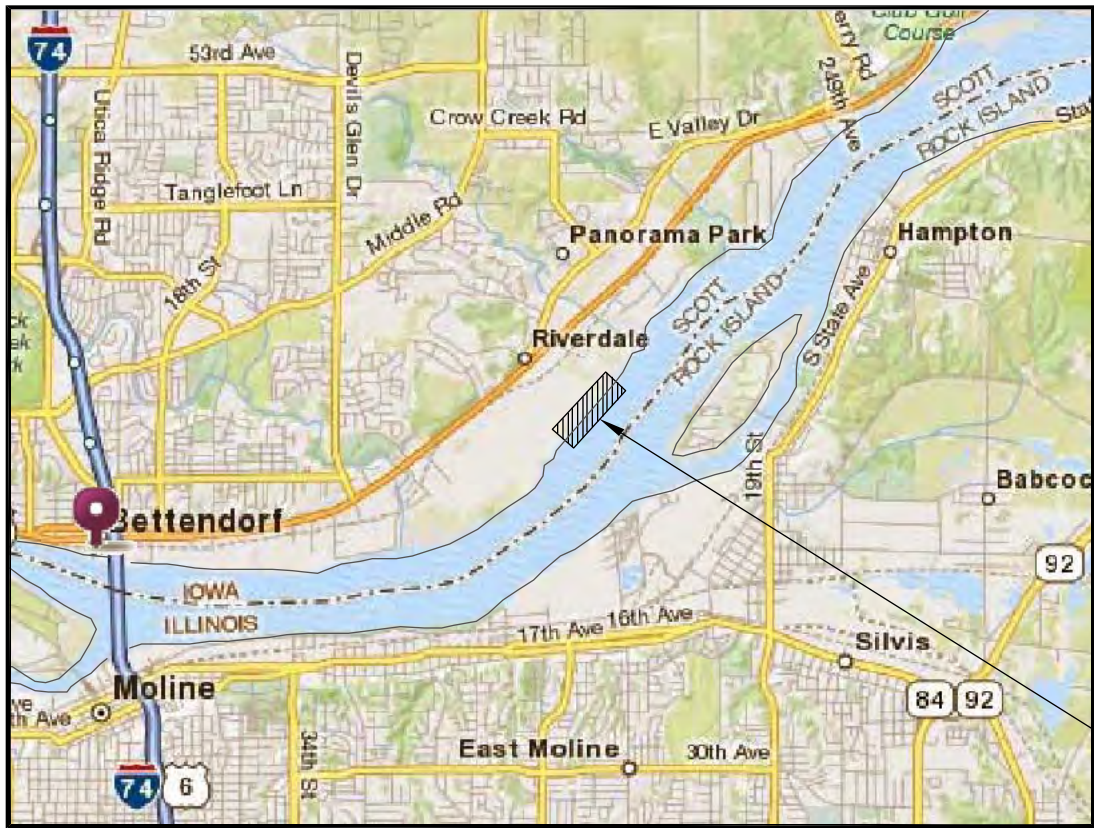 Club Golf
Course
74
53rd Ave
Utica Ridge Rd
Devil's Glen Dr
Crow Creek Rd
E Valley Dr
249th Ave
SCOTT
ROCK ISLAND
Tanglefoot Ln
Middle Rd
18th St
Panorama Park
Hampton
SCOTT
ROCK ISLAND
S State Ave
Riverdale
19th St
Babcoc
Bettendorf
92
IOWA
ILLINOIS
17th Ave
16th Ave
Silvis
Moline
84
92
34th St
East Moline
30th Ave
74
6